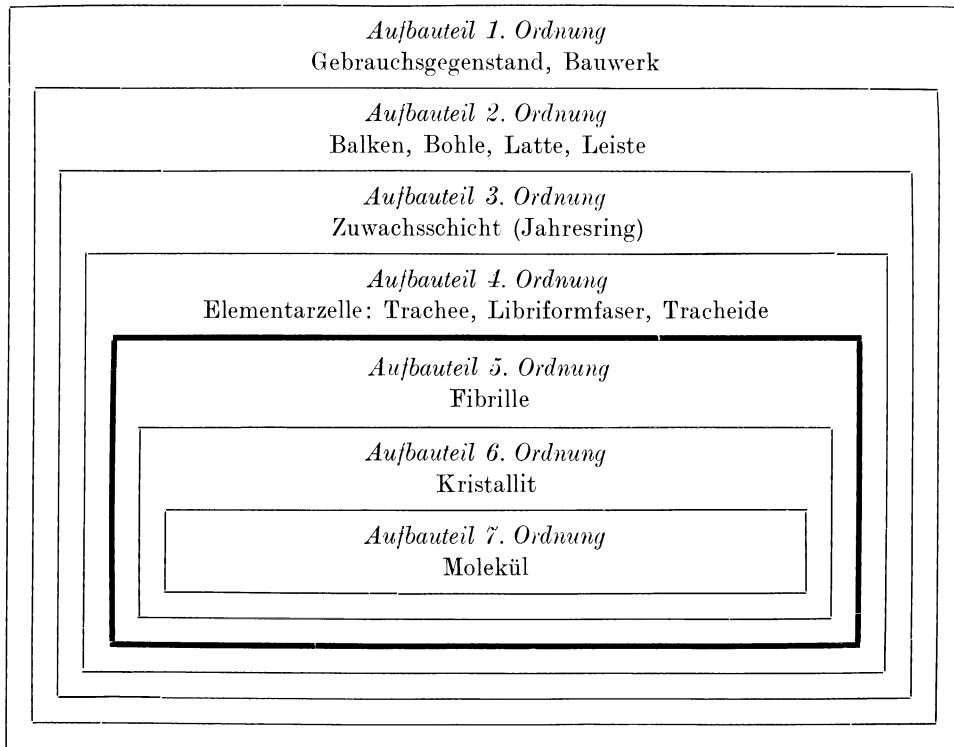 Aufbauteil 1. Ordnung
Gebrauchsgegenstand, Bauwerk
Aufbauteil 2. Ordnung
Balken, Bohle, Latte, Leiste
Aufbauteil 3. Ordnung
Zuwachsschicht (Jahresring)
Aufbauteil 4. Ordnung
Elementarzelle: Trachee, Libriformfaser, Tracheide
Aufbauteil 5. Ordnung
Fibrille
Aufbauteil 6. Ordnung
Kristallit
Aufbauteil 7. Ordnung
Molekül